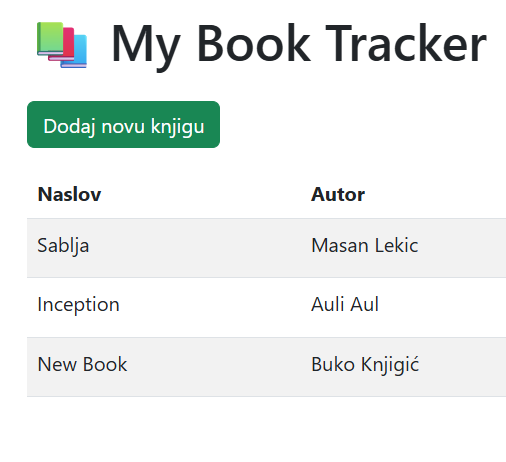 My Book Tracker
Dodaj novu knjigu
Naslov Autor
Sablja Masan Lekic
Inception Auli Aul
New Book Buko Knjigić